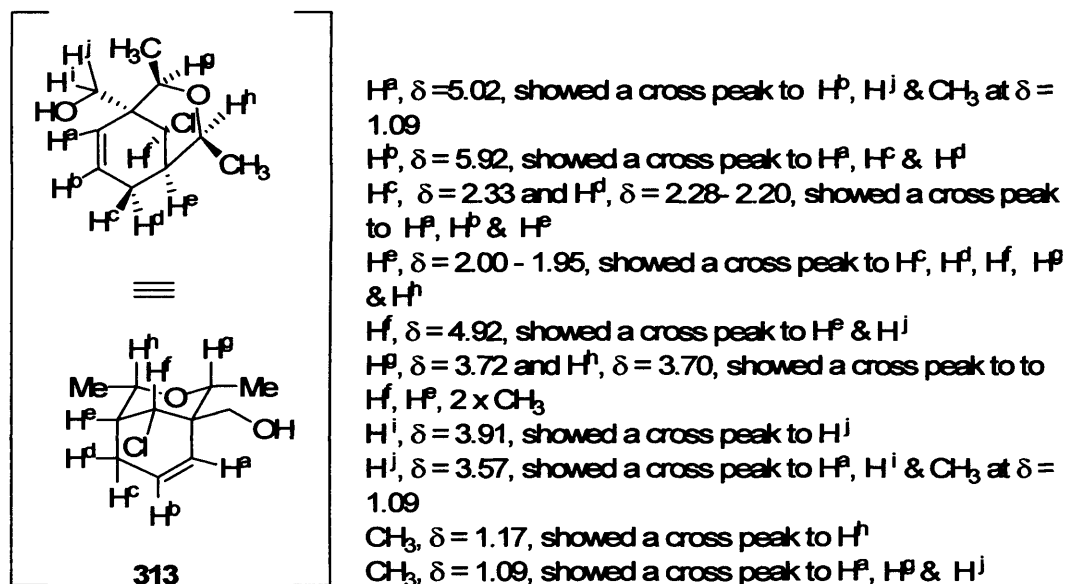 Hʲ
H₃C
Hⁱ
Hᵍ
HO
O
Hʰ
Hᵃ
Cl
Hᶠ
CH₃
Hᵇ
Hᵉ
Hᶜ
Hᵈ
Hʰ
Hᶠ
Hᵍ
Me
O
Me
Hᵉ
OH
Hᵈ
Cl
Hᵃ
Hᶜ
Hᵇ
313
Hᵃ, δ =5.02, showed a cross peak to Hᵇ, Hʲ & CH₃ at δ =
1.09
Hᵇ, δ = 5.92, showed a cross peak to Hᵃ, Hᶜ & Hᵈ
Hᶜ, δ = 2.33 and Hᵈ, δ = 2.28- 2.20, showed a cross peak
to Hᵃ, Hᵇ & Hᵉ
Hᵉ, δ = 2.00 - 1.95, showed a cross peak to Hᶜ, Hᵈ, Hᶠ, Hᵍ
& Hʰ
Hᶠ, δ = 4.92, showed a cross peak to Hᵉ & Hʲ
Hᵍ, δ = 3.72 and Hʰ, δ = 3.70, showed a cross peak to to
Hᶠ, Hᵉ, 2 x CH₃
Hⁱ, δ = 3.91, showed a cross peak to Hʲ
Hʲ, δ = 3.57, showed a cross peak to Hᵃ, Hⁱ & CH₃ at δ =
1.09
CH₃, δ = 1.17, showed a cross peak to Hʰ
CH₃, δ = 1.09, showed a cross peak to Hᵃ, Hᵍ & Hʲ